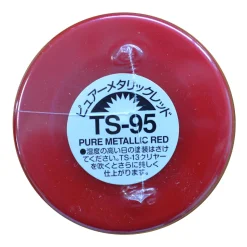 ピュアーメタリックレッド
TS-95
PURE METALLIC RED
●湿度の高い日の塗装はさけ
てください。TS-13クリヤー
を吹くとさらに美しく
仕上がります。